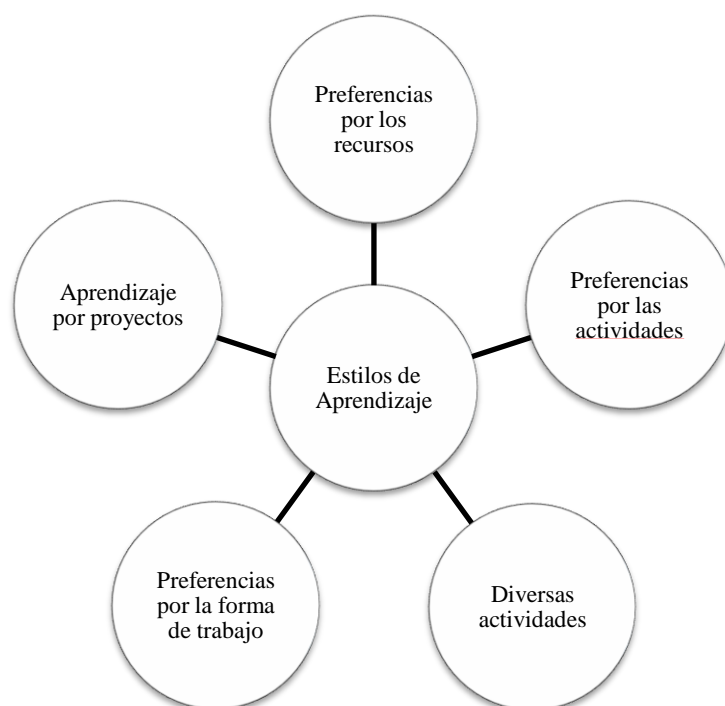 Preferencias
por los
recursos
Aprendizaje
por proyectos
Preferencias
por las
actividades
Estilos de
Aprendizaje
Preferencias
por la forma
de trabajo
Diversas
actividades